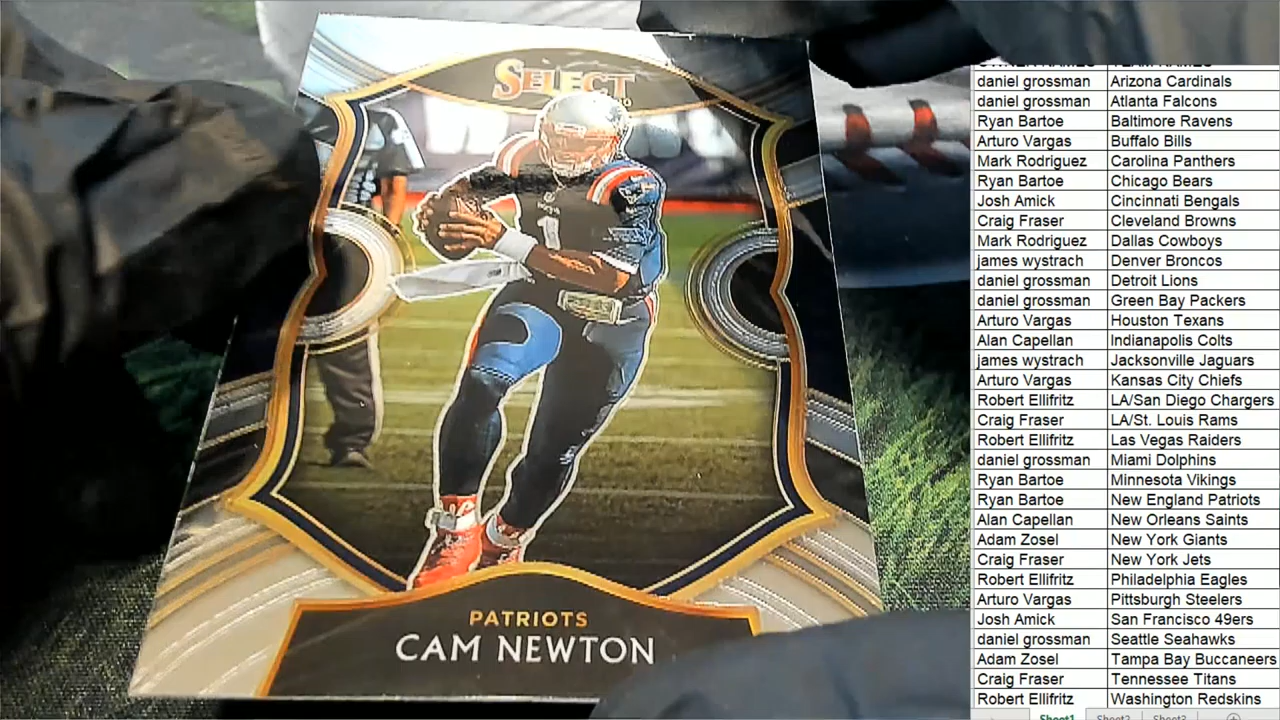 SELECT
1
PATRIOTS
CAM NEWTON
daniel grossman Arizona Cardinals
daniel grossman Atlanta Falcons
Ryan Bartoe Baltimore Ravens
Arturo Vargas Buffalo Bills
Mark Rodriguez Carolina Panthers
Ryan Bartoe Chicago Bears
Josh Amick Cincinnati Bengals
Craig Fraser Cleveland Browns
Mark Rodriguez Dallas Cowboys
james wystrach Denver Broncos
daniel grossman Detroit Lions
daniel grossman Green Bay Packers
Arturo Vargas Houston Texans
Alan Capellan Indianapolis Colts
james wystrach Jacksonville Jaguars
Arturo Vargas Kansas City Chiefs
Robert Ellifritz LA/San Diego Chargers
Craig Fraser LA/St. Louis Rams
Robert Ellifritz Las Vegas Raiders
daniel grossman Miami Dolphins
Ryan Bartoe Minnesota Vikings
Ryan Bartoe New England Patriots
Alan Capellan New Orleans Saints
Adam Zosel New York Giants
Craig Fraser New York Jets
Robert Ellifritz Philadelphia Eagles
Arturo Vargas Pittsburgh Steelers
Josh Amick San Francisco 49ers
daniel grossman Seattle Seahawks
Adam Zosel Tampa Bay Buccaneers
Craig Fraser Tennessee Titans
Robert Ellifritz Washington Redskins
Sheet1 Sheet2 Sheet3